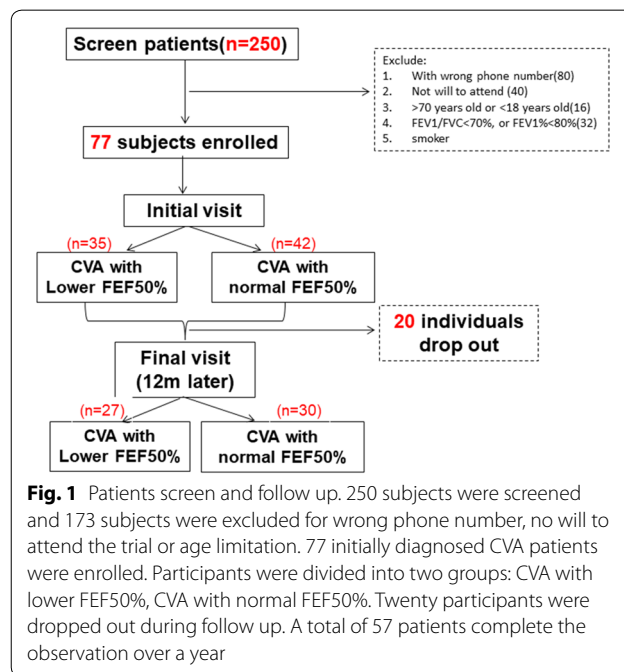 Screen patients(n=250)
Exclude:
1. With wrong phone number(80)
2. Not will to attend (40)
3. >70 years old or <18 years old(16)
4. FEV1/FVC<70%, or FEV1%<80%(32)
5. smoker
77 subjects enrolled
Initial visit
(n=35) (n=42)
CVA with
Lower FEF50%
CVA with
normal FEF50%
20 individuals
drop out
Final visit
(12m later)
(n=27) (n=30)
CVA with
Lower FEF50%
CVA with
normal FEF50%
Fig. 1 Patients screen and follow up. 250 subjects were screened
and 173 subjects were excluded for wrong phone number, no will to
attend the trial or age limitation. 77 initially diagnosed CVA patients
were enrolled. Participants were divided into two groups: CVA with
lower FEF50%, CVA with normal FEF50%. Twenty participants were
dropped out during follow up. A total of 57 patients complete the
observation over a year